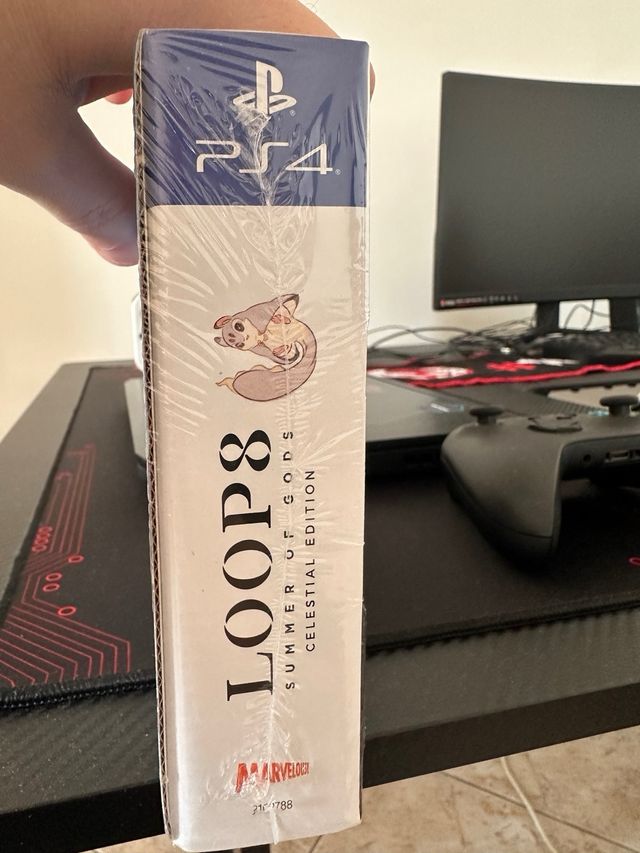 PS4
LOOP8
SUMMER OF GODS
CELESTIAL EDITION
MARVELOUS!